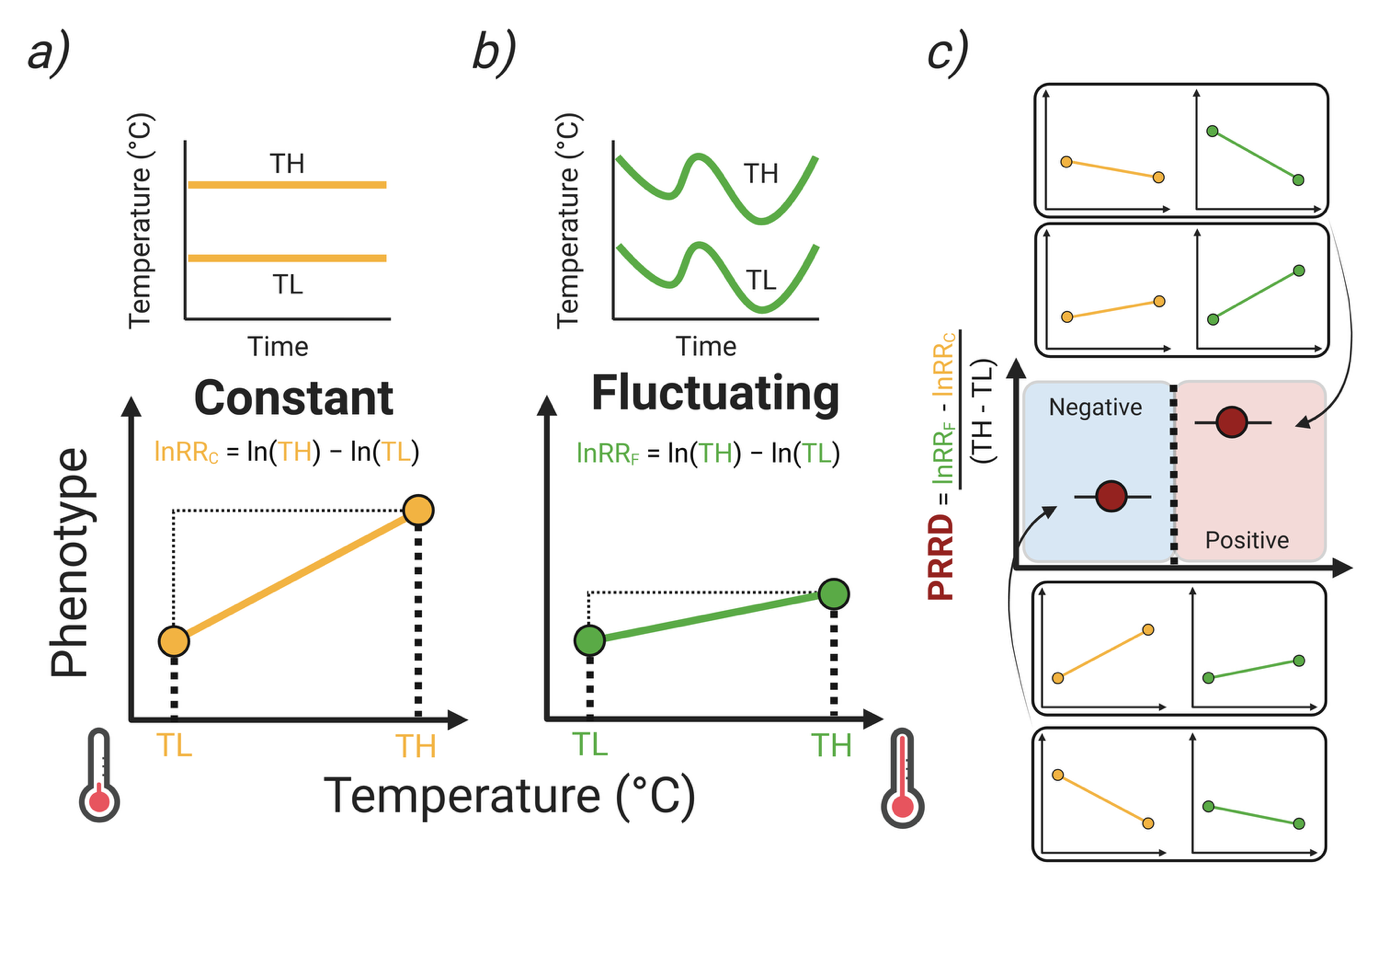 a)
Temperature (°C)
TH
TL
Time
Constant
lnRRC = ln(TH) − ln(TL)
Phenotype
TL
TH
b)
Temperature (°C)
TH
TL
Time
Fluctuating
lnRRF = ln(TH) − ln(TL)
TL
TH
Temperature (°C)
c)
PRRD = lnRRF - lnRRC
(TH - TL)
Negative
Positive